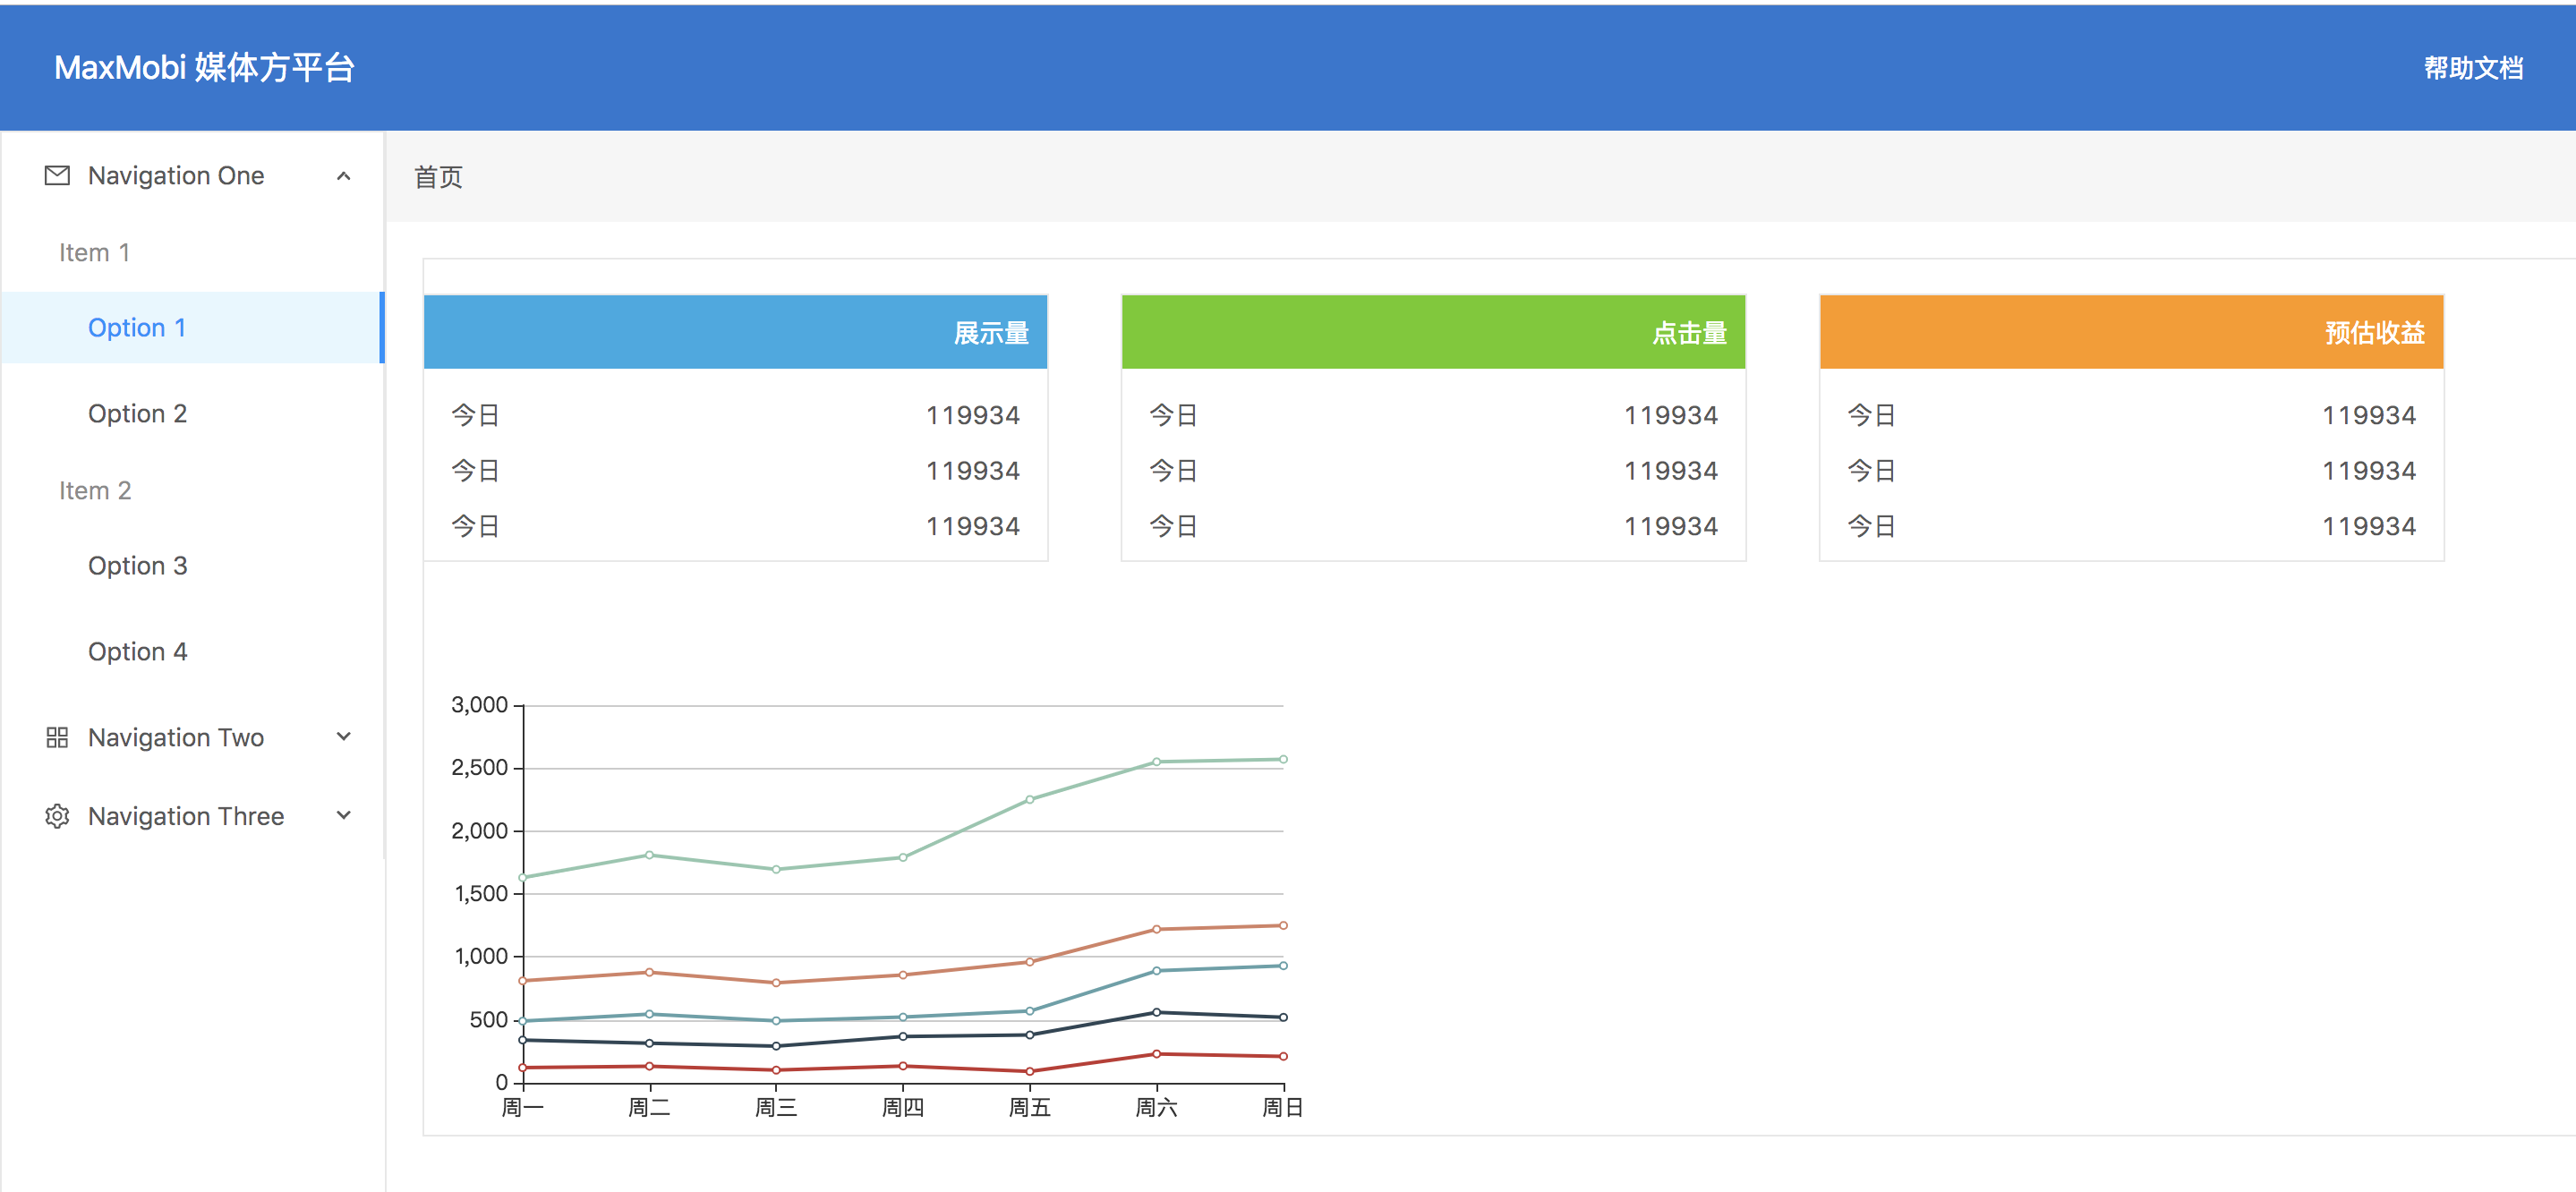 MaxMobi 媒体方平台
帮助文档
Navigation One
Item 1
Option 1
Option 2
Item 2
Option 3
Option 4
Navigation Two
Navigation Three
首页
展示量
今日 119934
今日 119934
今日 119934
点击量
今日 119934
今日 119934
今日 119934
预估收益
今日 119934
今日 119934
今日 119934
3,000
2,500
2,000
1,500
1,000
500
0
周一 周二 周三 周四 周五 周六 周日